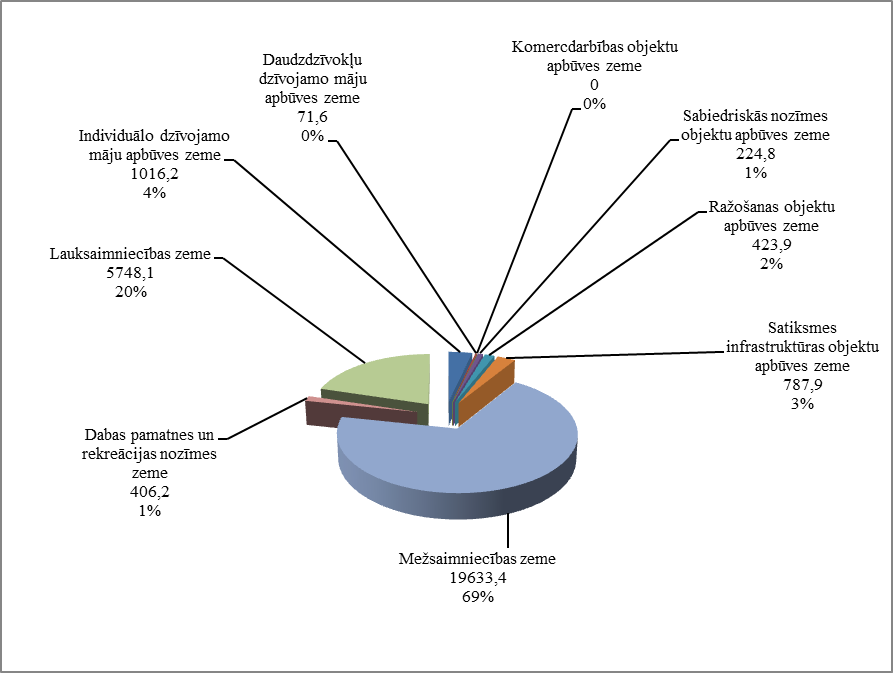 Komercdarbības objektu
apbūves zeme
0
0%
Daudzdzīvokļu
dzīvojamo māju
apbūves zeme
71,6
0%
Sabiedriskās nozīmes
objektu apbūves zeme
224,8
1%
Individuālo dzīvojamo
māju apbūves zeme
1016,2
4%
Ražošanas objektu
apbūves zeme
423,9
2%
Lauksaimniecības zeme
5748,1
20%
Satiksmes
infrastruktūras objektu
apbūves zeme
787,9
3%
Dabas pamatnes un
rekreācijas nozīmes
zeme
406,2
1%
Mežsaimniecības zeme
19633,4
69%